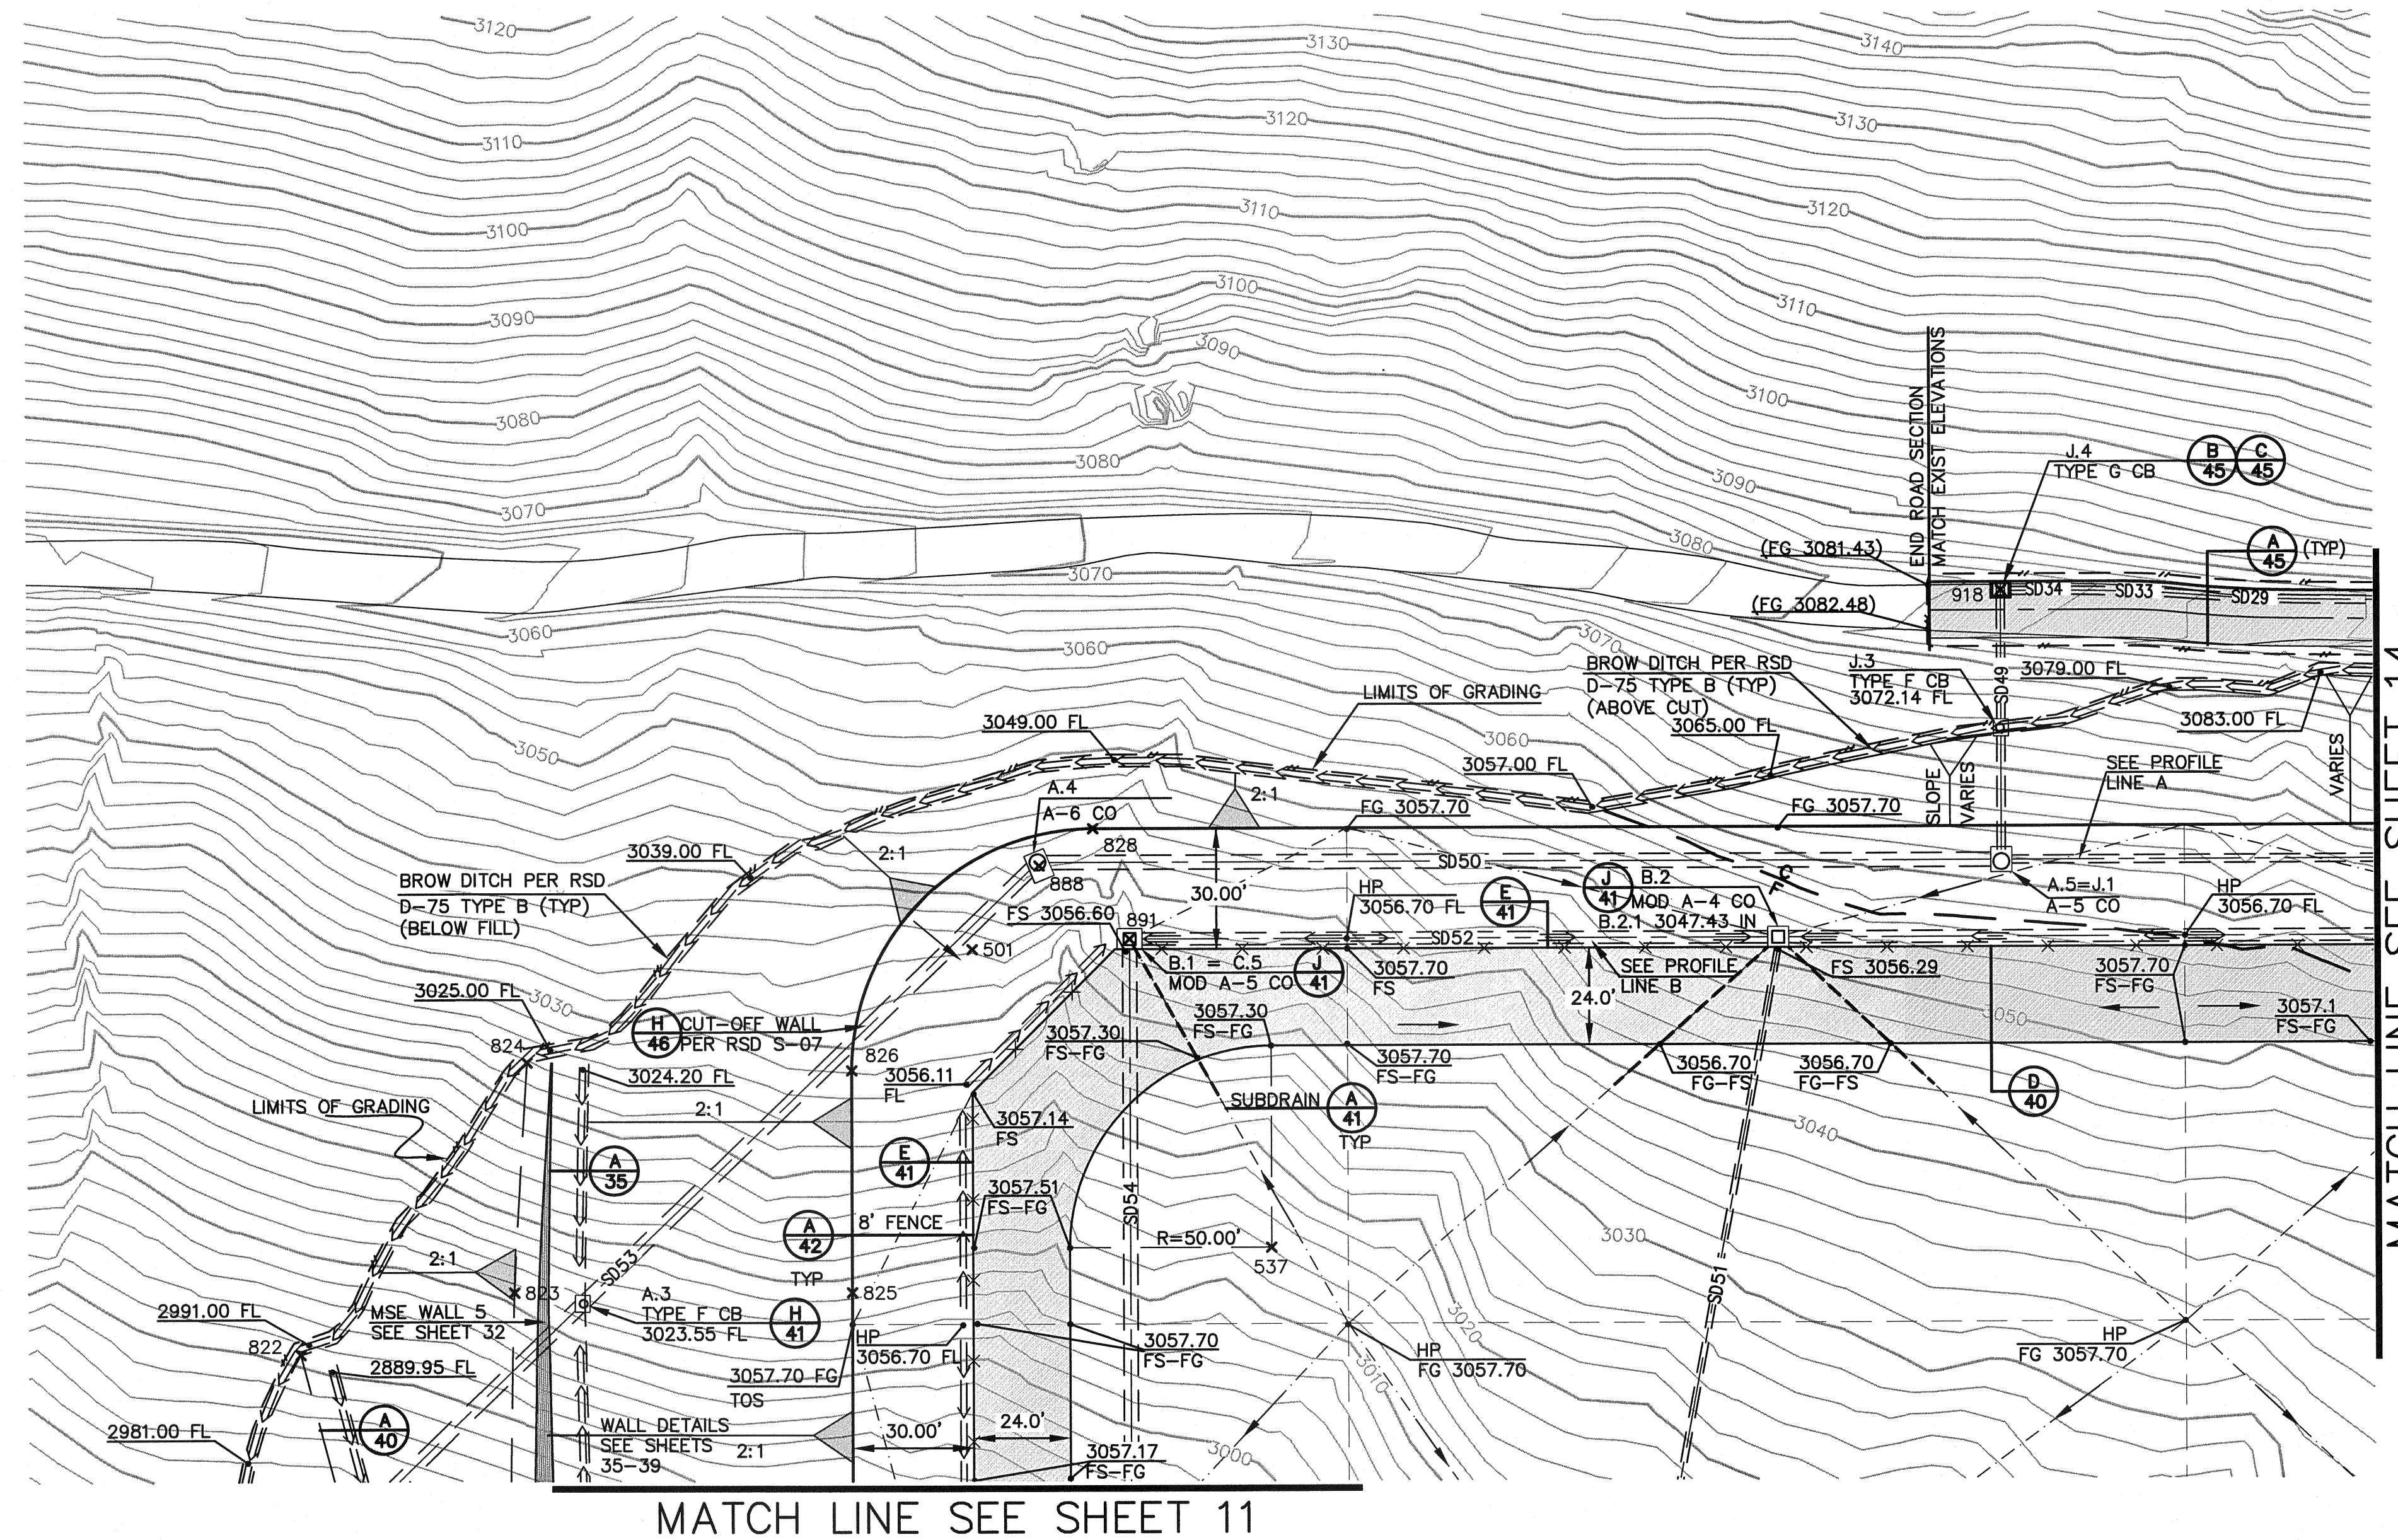 3120
3130
3140
3110
3120
3130
3100
3110
3120
3090
3100
3110
3080
3090
3100
3070
3080
3090
3080
3070
3060
3060
3070
3050
3060
3030
3050
3040
3030
3020
3010
3000
END ROAD SECTION
MATCH EXIST ELEVATIONS
J.4
TYPE G CB
B
45
C
45
A
45
(TYP)
(FG 3081.43)
(FG 3082.48)
918
SD34
SD33
SD29
SD49
BROW DITCH PER RSD
D-75 TYPE B (TYP)
(ABOVE CUT)
J.3
TYPE F CB
3072.14 FL
3079.00 FL
3083.00 FL
3065.00 FL
3057.00 FL
LIMITS OF GRADING
3049.00 FL
SLOPE
VARIES
VARIES
SEE PROFILE
LINE A
A.4
A-6 CO
2:1
FG 3057.70
FG 3057.70
828
888
SD50
30.00'
3039.00 FL
2:1
BROW DITCH PER RSD
D-75 TYPE B (TYP)
(BELOW FILL)
FS 3056.60
891
501
HP
3056.70 FL
E
41
J
41
B.2
MOD A-4 CO
B.2.1 3047.43 IN
C
F
A.5=J.1
A-5 CO
HP
3056.70 FL
SD52
B.1 = C.5
MOD A-5 CO
J
41
3057.70
FS
SEE PROFILE
LINE B
24.0'
FS 3056.29
3057.70
FS-FG
3057.1
FS-FG
3025.00 FL
824
H
46
CUT-OFF WALL
PER RSD S-07
826
3024.20 FL
2:1
3056.11
FL
3057.30
FS-FG
3057.30
FS-FG
3057.70
FS-FG
3056.70
FG-FS
3056.70
FG-FS
D
40
SUBDRAIN
A
41
TYP
3057.14
FS
LIMITS OF GRADING
A
35
E
41
3057.51
FS-FG
A
42
8' FENCE
TYP
SD54
R=50.00'
537
SD51
SD53
2:1
823
825
A.3
TYPE F CB
3023.55 FL
H
41
MSE WALL 5
SEE SHEET 32
2991.00 FL
822
2889.95 FL
A
40
2981.00 FL
HP
3056.70 FL
3057.70 FG
TOS
3057.70
FS-FG
HP
FG 3057.70
HP
FG 3057.70
WALL DETAILS
SEE SHEETS
35-39
2:1
30.00'
24.0'
3057.17
FS-FG
MATCH LINE SEE SHEET 11
MATCH LINE SEE SHEET 14